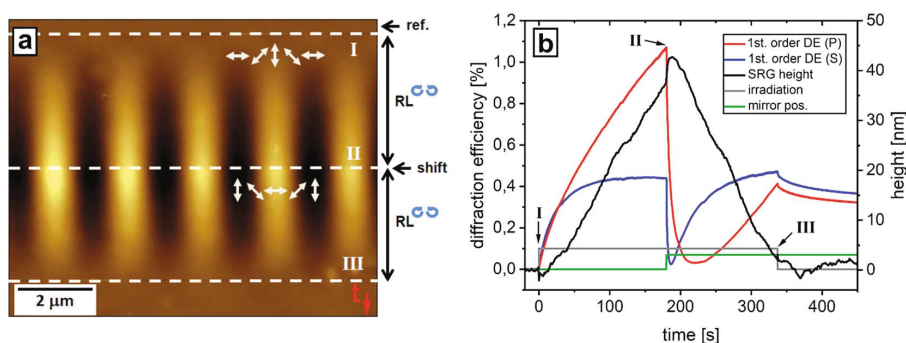 a
I
II
III
2 µm
t
ref.
RL
shift
RL
b
1,2
1,0
0,8
0,6
0,4
0,2
0,0
diffraction efficiency [%]
0
100
200
300
400
time [s]
50
40
30
20
10
0
height [nm]
I
II
III
1st. order DE (P)
1st. order DE (S)
SRG height
irradiation
mirror pos.